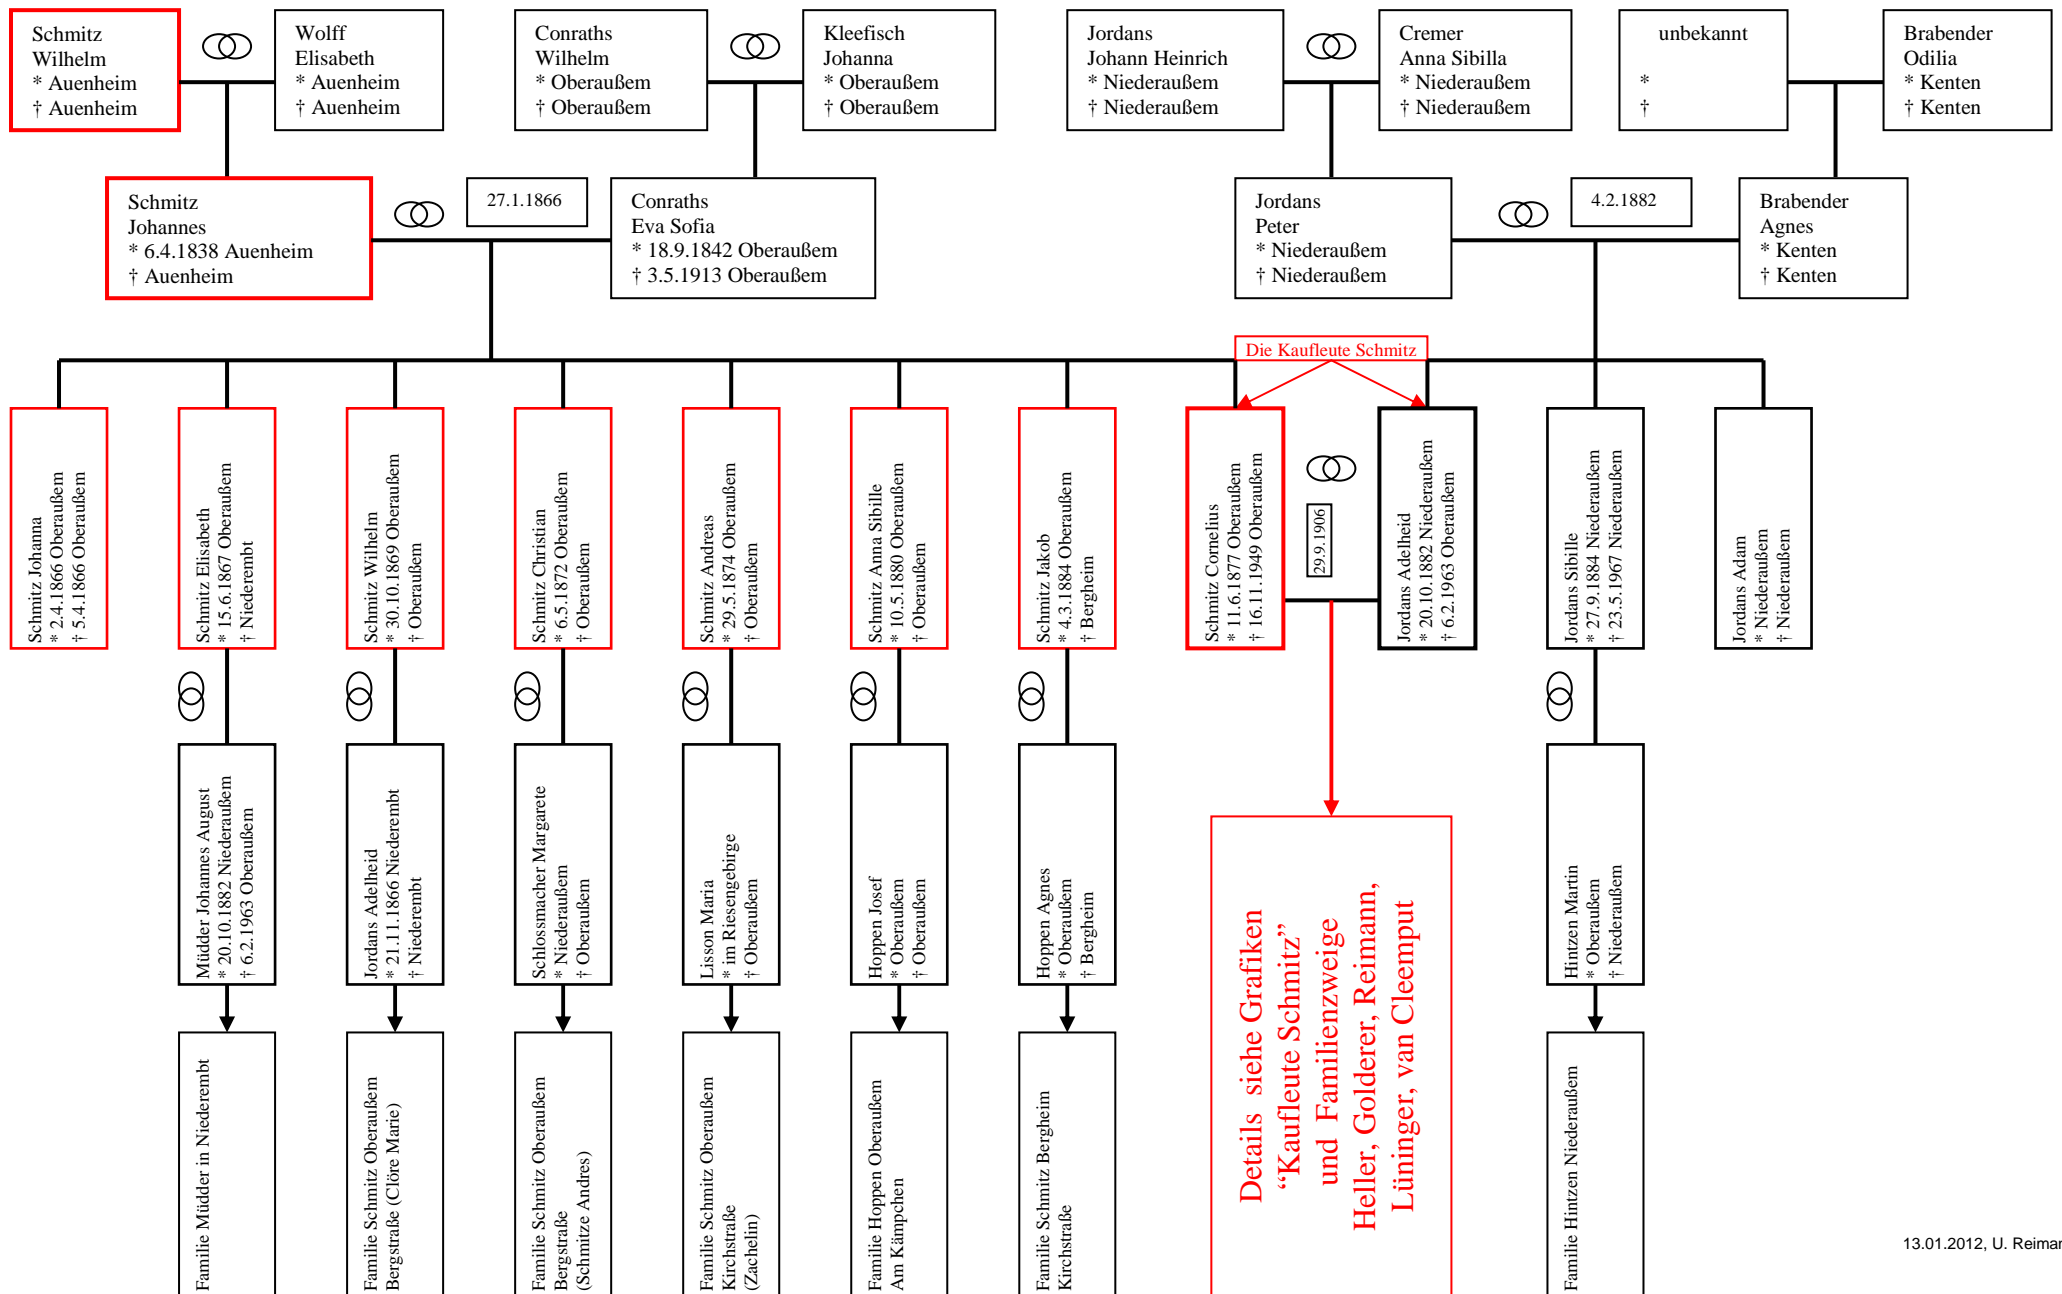 Schmitz
Wilhelm
* Auenheim
† Auenheim
Wolff
Elisabeth
* Auenheim
† Auenheim
Conraths
Wilhelm
* Oberaußem
† Oberaußem
Kleefisch
Johanna
* Oberaußem
† Oberaußem
Jordans
Johann Heinrich
* Niederaußem
† Niederaußem
Cremer
Anna Sibilla
* Niederaußem
† Niederaußem
unbekannt
*
†
Brabender
Odilia
* Kenten
† Kenten
Schmitz
Johannes
* 6.4.1838 Auenheim
† Auenheim
27.1.1866
Conraths
Eva Sofia
* 18.9.1842 Oberaußem
† 3.5.1913 Oberaußem
Jordans
Peter
* Niederaußem
† Niederaußem
4.2.1882
Brabender
Agnes
* Kenten
† Kenten
Die Kaufleute Schmitz
Schmitz Johanna
* 2.4.1866 Oberaußem
† 5.4.1866 Oberaußem
Schmitz Elisabeth
* 15.6.1867 Oberaußem
† Niederembt
Schmitz Wilhelm
* 30.10.1869 Oberaußem
† Oberaußem
Schmitz Christian
* 6.5.1872 Oberaußem
† Oberaußem
Schmitz Andreas
* 29.5.1874 Oberaußem
† Oberaußem
Schmitz Anna Sibille
* 10.5.1880 Oberaußem
† Oberaußem
Schmitz Jakob
* 4.3.1884 Oberaußem
† Bergheim
Schmitz Cornelius
* 11.6.1877 Oberaußem
† 16.11.1949 Oberaußem
29.9.1906
Jordans Adelheid
* 20.10.1882 Niederaußem
† 6.2.1963 Oberaußem
Jordans Sibille
* 27.9.1884 Niederaußem
† 23.5.1967 Niederaußem
Jordans Adam
* Niederaußem
† Niederaußem
Müdder Johannes August
* 20.10.1882 Niederaußem
† 6.2.1963 Oberaußem
Jordans Adelheid
* 21.11.1866 Niederembt
† Niederembt
Schlossmacher Margarete
* Niederaußem
† Oberaußem
Lisson Maria
* im Riesengebirge
† Oberaußem
Hoppen Josef
* Oberaußem
† Oberaußem
Hoppen Agnes
* Oberaußem
† Bergheim
Hintzen Martin
* Oberaußem
† Niederaußem
Familie Müdder in Niederembt
Familie Schmitz Oberaußem
Bergstraße (Clöre Marie)
Familie Schmitz Oberaußem
Bergstraße
(Schmitze Andres)
Familie Schmitz Oberaußem
Kirchstraße
(Zachelin)
Familie Hoppen Oberaußem
Am Kämpchen
Familie Schmitz Bergheim
Kirchstraße
Details siehe Grafiken
“Kaufleute Schmitz”
und Familienzweige
Heller, Golderer, Reimann,
Lüninger, van Cleemput
Familie Hintzen Niederaußem
13.01.2012, U. Reimar